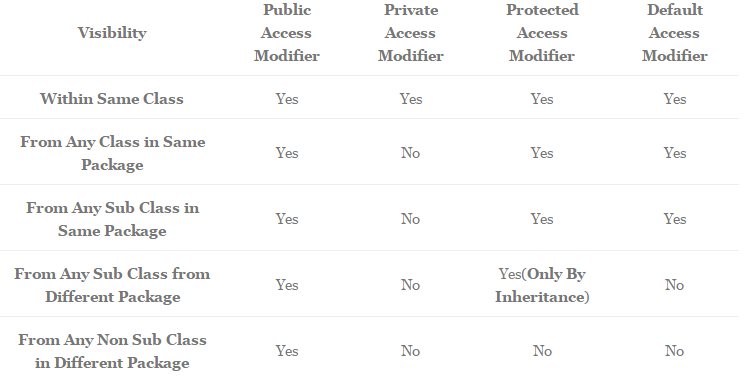 Visibility
Public
Access
Modifier
Private
Access
Modifier
Protected
Access
Modifier
Default
Access
Modifier
Within Same Class
Yes
Yes
Yes
Yes
From Any Class in Same
Package
Yes
No
Yes
Yes
From Any Sub Class in
Same Package
Yes
No
Yes
Yes
From Any Sub Class from
Different Package
Yes
No
Yes(Only By
Inheritance)
No
From Any Non Sub Class
in Different Package
Yes
No
No
No